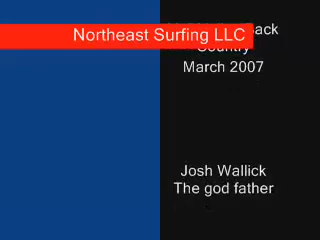 Northeast Surfing LLC
Country
March 2007
Josh Wallick
The god father